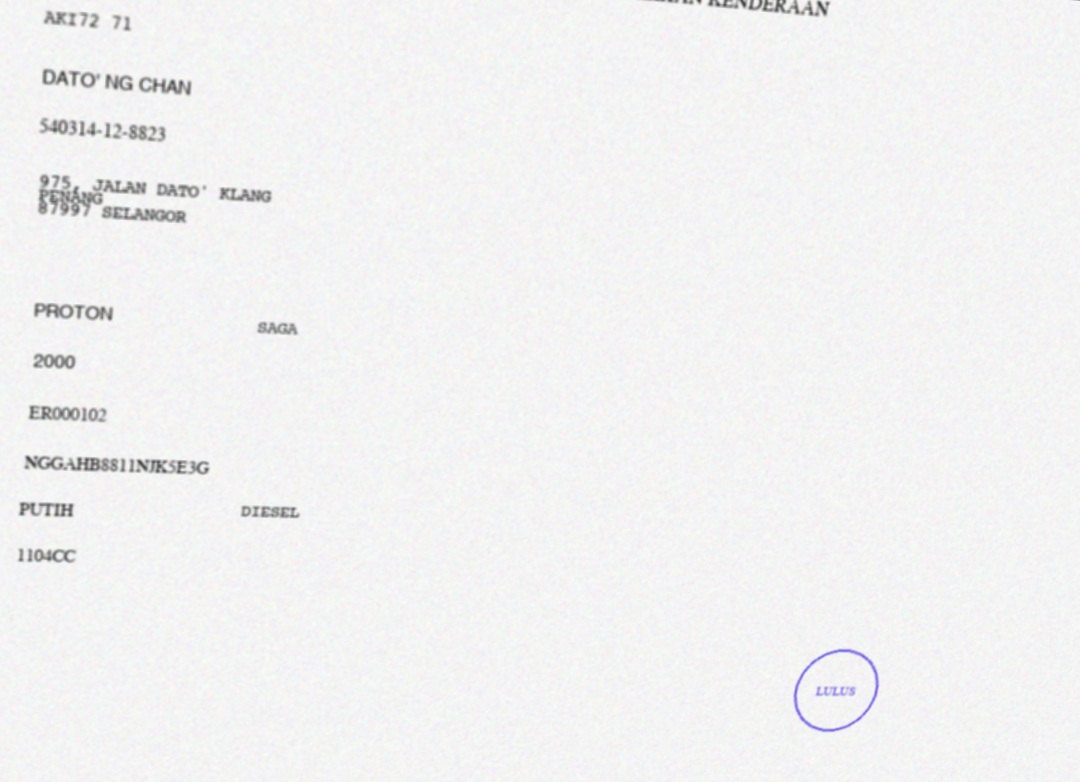 KENDERAAN
AKI72 71
DATO' NG CHAN
540314-12-8823
975, JALAN DATO' KLANG
PENANG
87997 SELANGOR
PROTON SAGA
2000
ER000102
NGGAHB8811NJK5E3G
PUTIH DIESEL
1104CC
LULUS